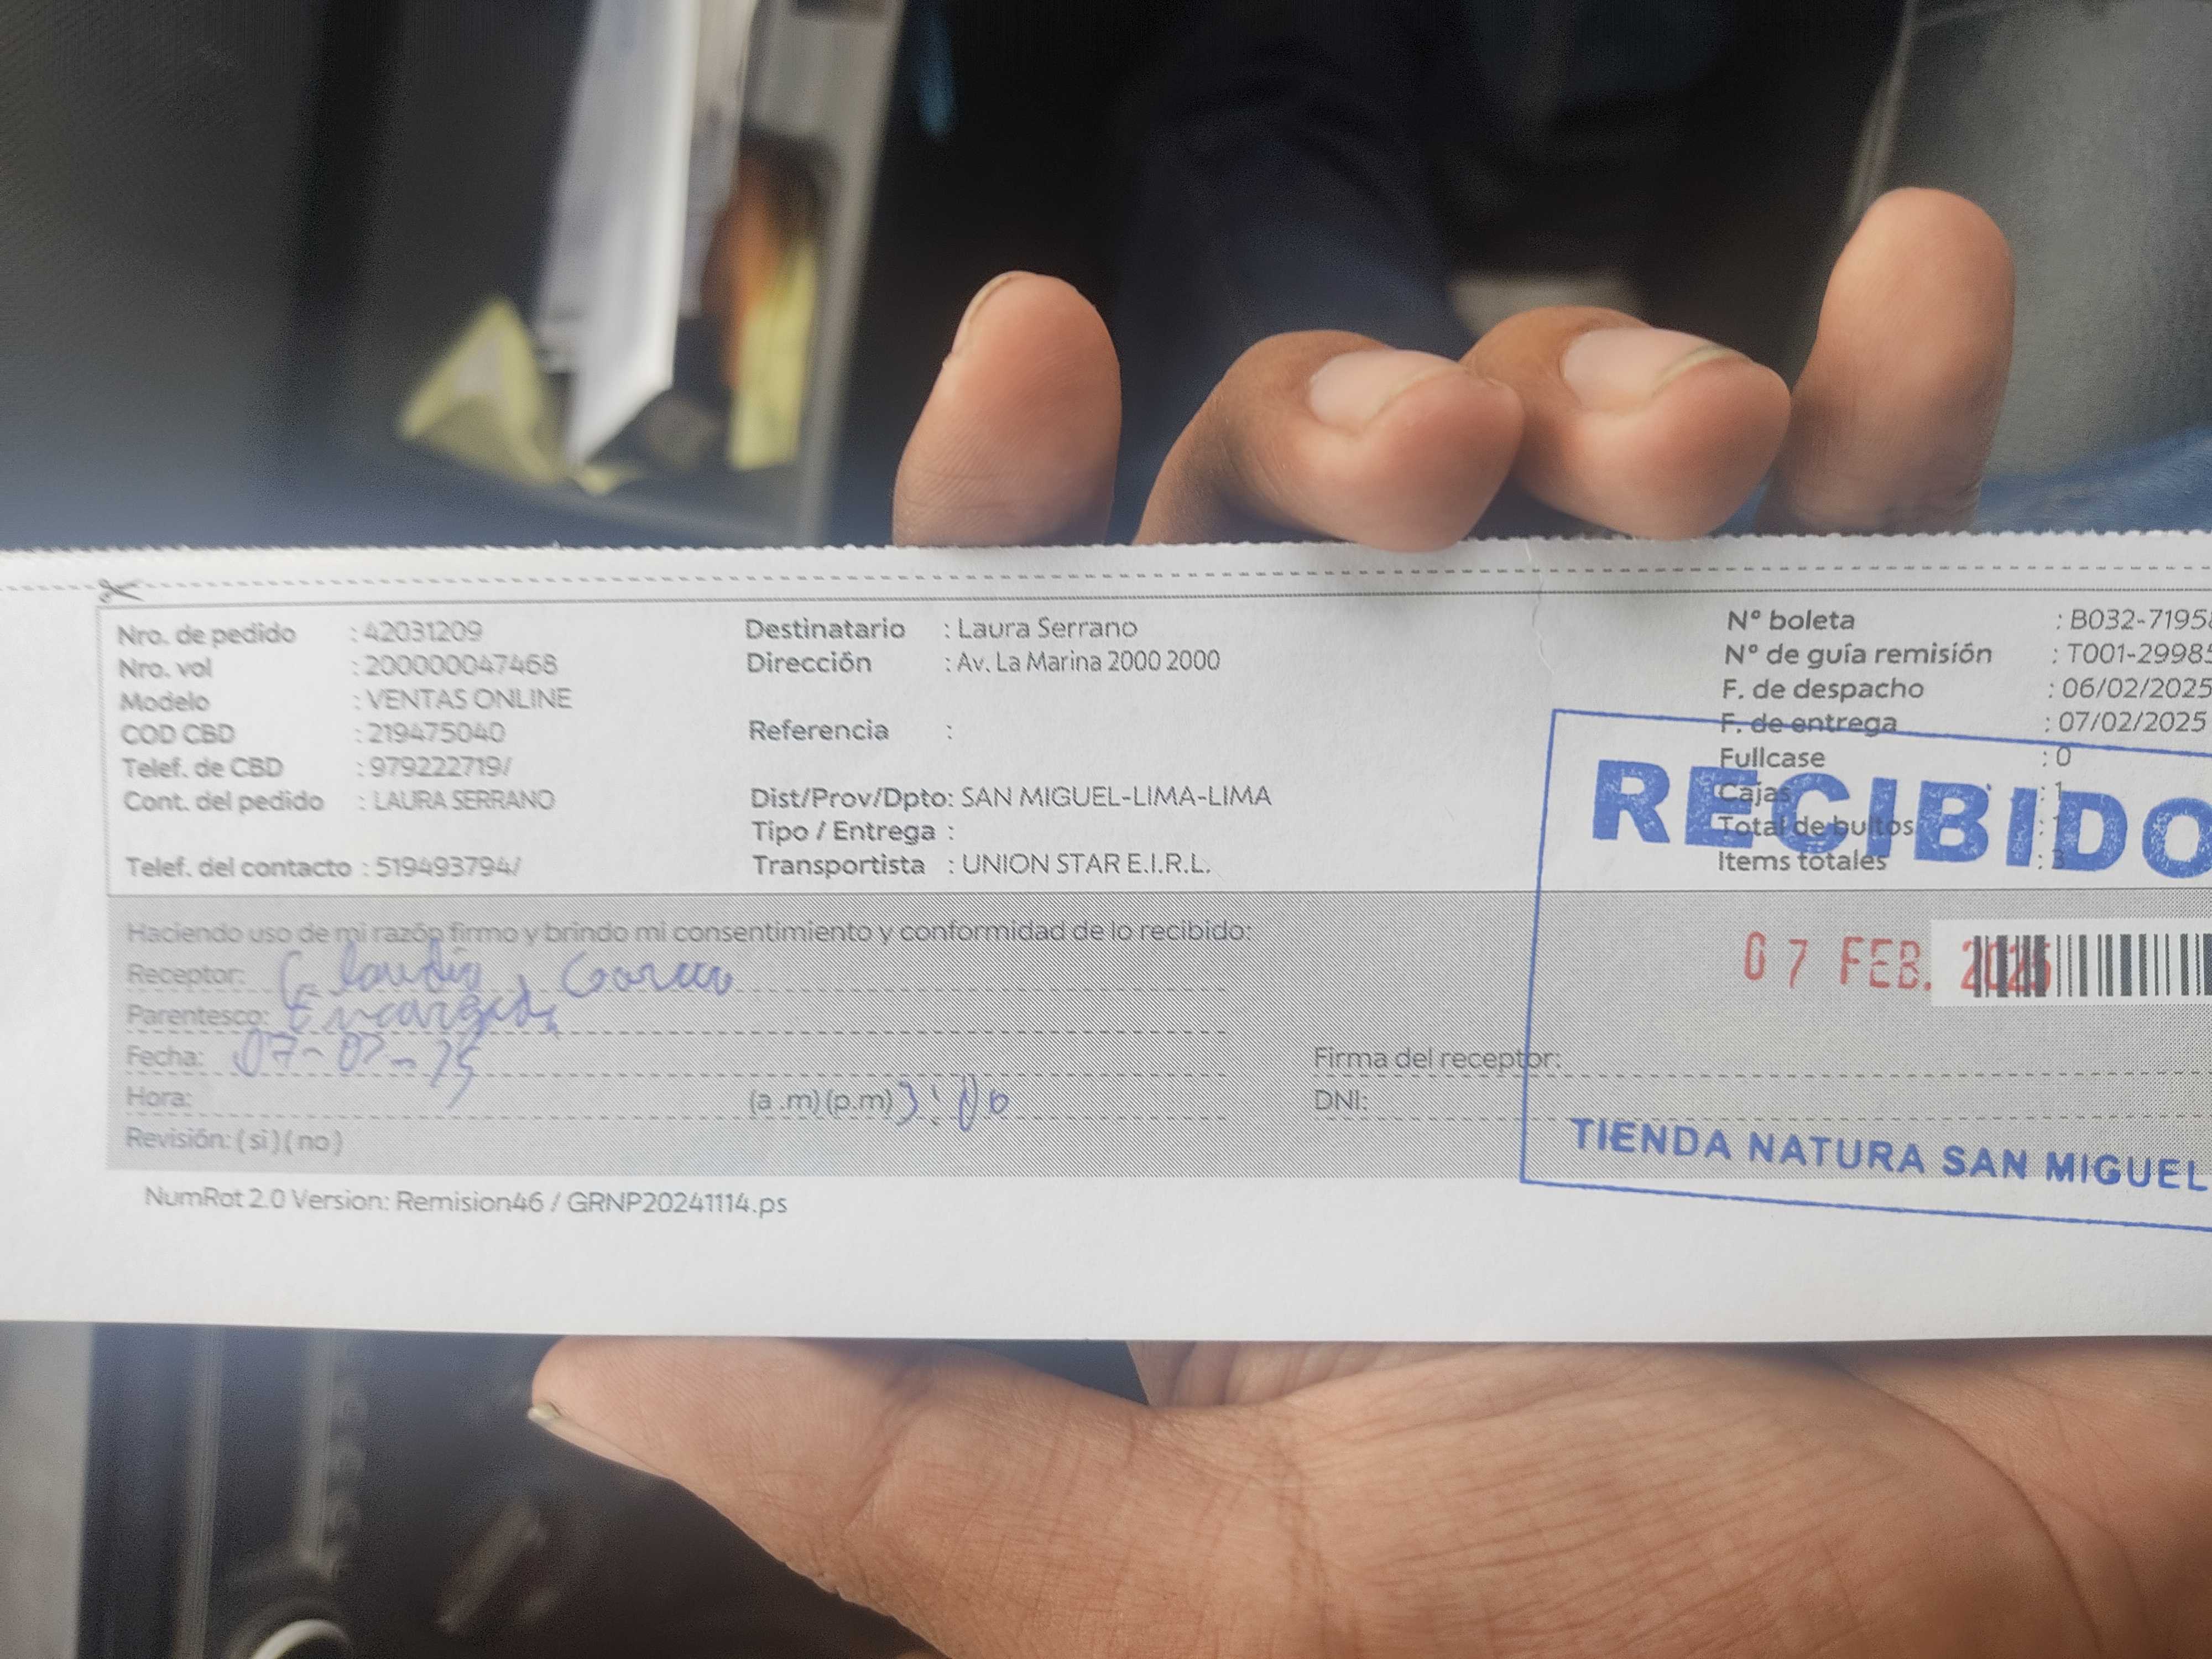 Nro. de pedido : 42031209
Nro. vol : 200000047468
Modelo : VENTAS ONLINE
COD CBD : 219475040
Telef. de CBD : 979222719/
Cont. del pedido : LAURA SERRANO
Telef. del contacto : 519493794/
Destinatario : Laura Serrano
Dirección : Av. La Marina 2000 2000
Referencia :
Dist/Prov/Dpto: SAN MIGUEL-LIMA-LIMA
Tipo / Entrega :
Transportista : UNION STAR E.I.R.L.
Nº boleta : B032-7195
Nº de guía remisión : T001-2998
F. de despacho : 06/02/2025
F. de entrega : 07/02/2025
Fullcase : 0
Cajas : 1
Total de bultos : 1
Items totales : 3
RECIBIDO
07 FEB. 2025
TIENDA NATURA SAN MIGUEL
Haciendo uso de mi razón firmo y brindo mi consentimiento y conformidad de lo recibido:
Receptor: Claudia
Parentesco: Encargada
Fecha: 07-02-25
Hora: (a .m) (p.m) 3:00
Revisión: ( si ) ( no )
Firma del receptor:
DNI:
NumRot 2.0 Version: Remision46 / GRNP20241114.ps